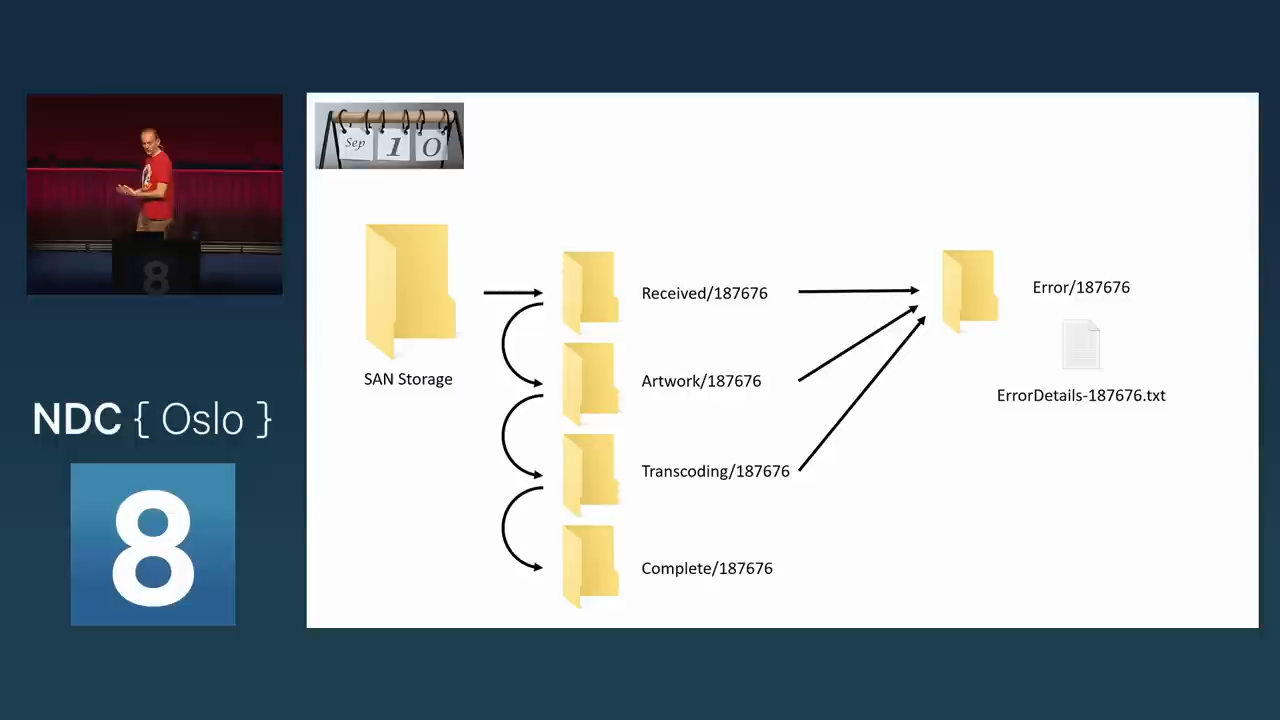 Sep 1 0
SAN Storage
Received/187676
Artwork/187676
Transcoding/187676
Complete/187676
Error/187676
ErrorDetails-187676.txt
8
NDC { Oslo }
8